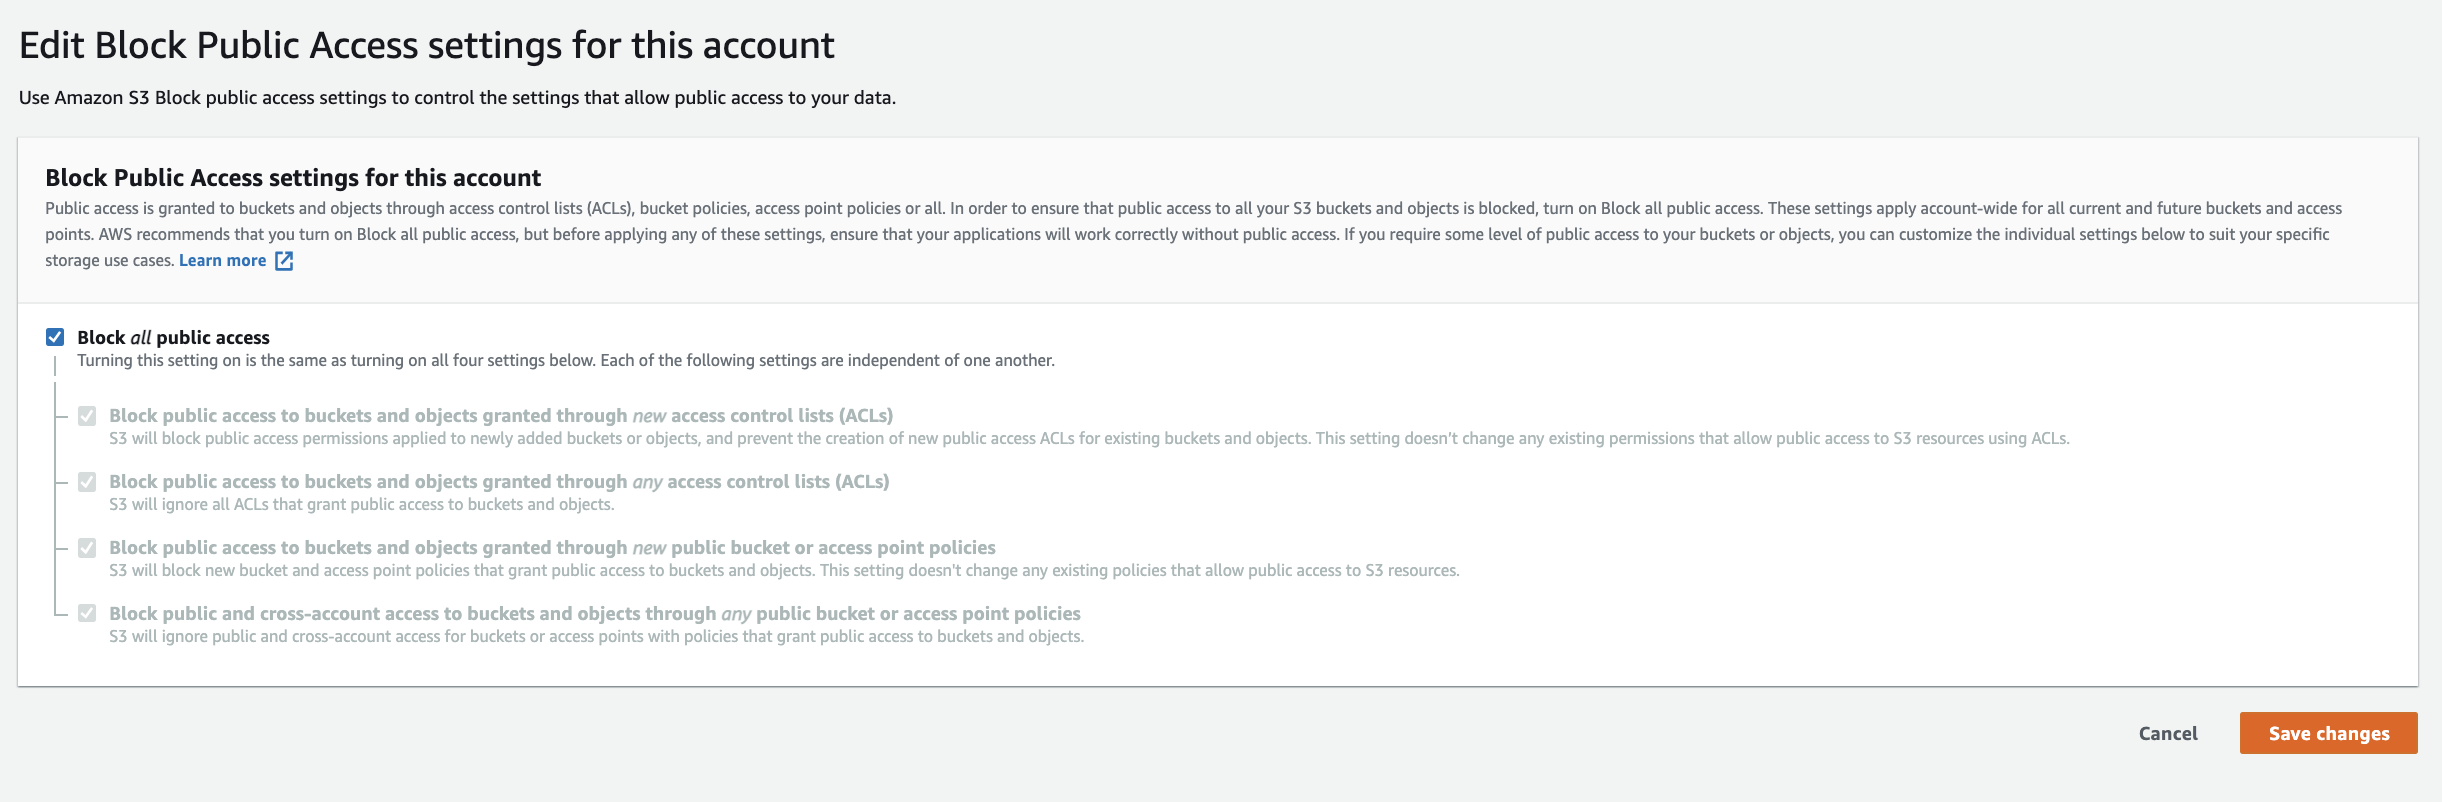 Edit Block Public Access settings for this account
Use Amazon S3 Block public access settings to control the settings that allow public access to your data.
Block Public Access settings for this account
Public access is granted to buckets and objects through access control lists (ACLs), bucket policies, access point policies or all. In order to ensure that public access to all your S3 buckets and objects is blocked, turn on Block all public access. These settings apply account-wide for all current and future buckets and access
points. AWS recommends that you turn on Block all public access, but before applying any of these settings, ensure that your applications will work correctly without public access. If you require some level of public access to your buckets or objects, you can customize the individual settings below to suit your specific
storage use cases. Learn more
Block all public access
Turning this setting on is the same as turning on all four settings below. Each of the following settings are independent of one another.
Block public access to buckets and objects granted through new access control lists (ACLs)
S3 will block public access permissions applied to newly added buckets or objects, and prevent the creation of new public access ACLs for existing buckets and objects. This setting doesn’t change any existing permissions that allow public access to S3 resources using ACLs.
Block public access to buckets and objects granted through any access control lists (ACLs)
S3 will ignore all ACLs that grant public access to buckets and objects.
Block public access to buckets and objects granted through new public bucket or access point policies
S3 will block new bucket and access point policies that grant public access to buckets and objects. This setting doesn't change any existing policies that allow public access to S3 resources.
Block public and cross-account access to buckets and objects through any public bucket or access point policies
S3 will ignore public and cross-account access for buckets or access points with policies that grant public access to buckets and objects.
Cancel
Save changes